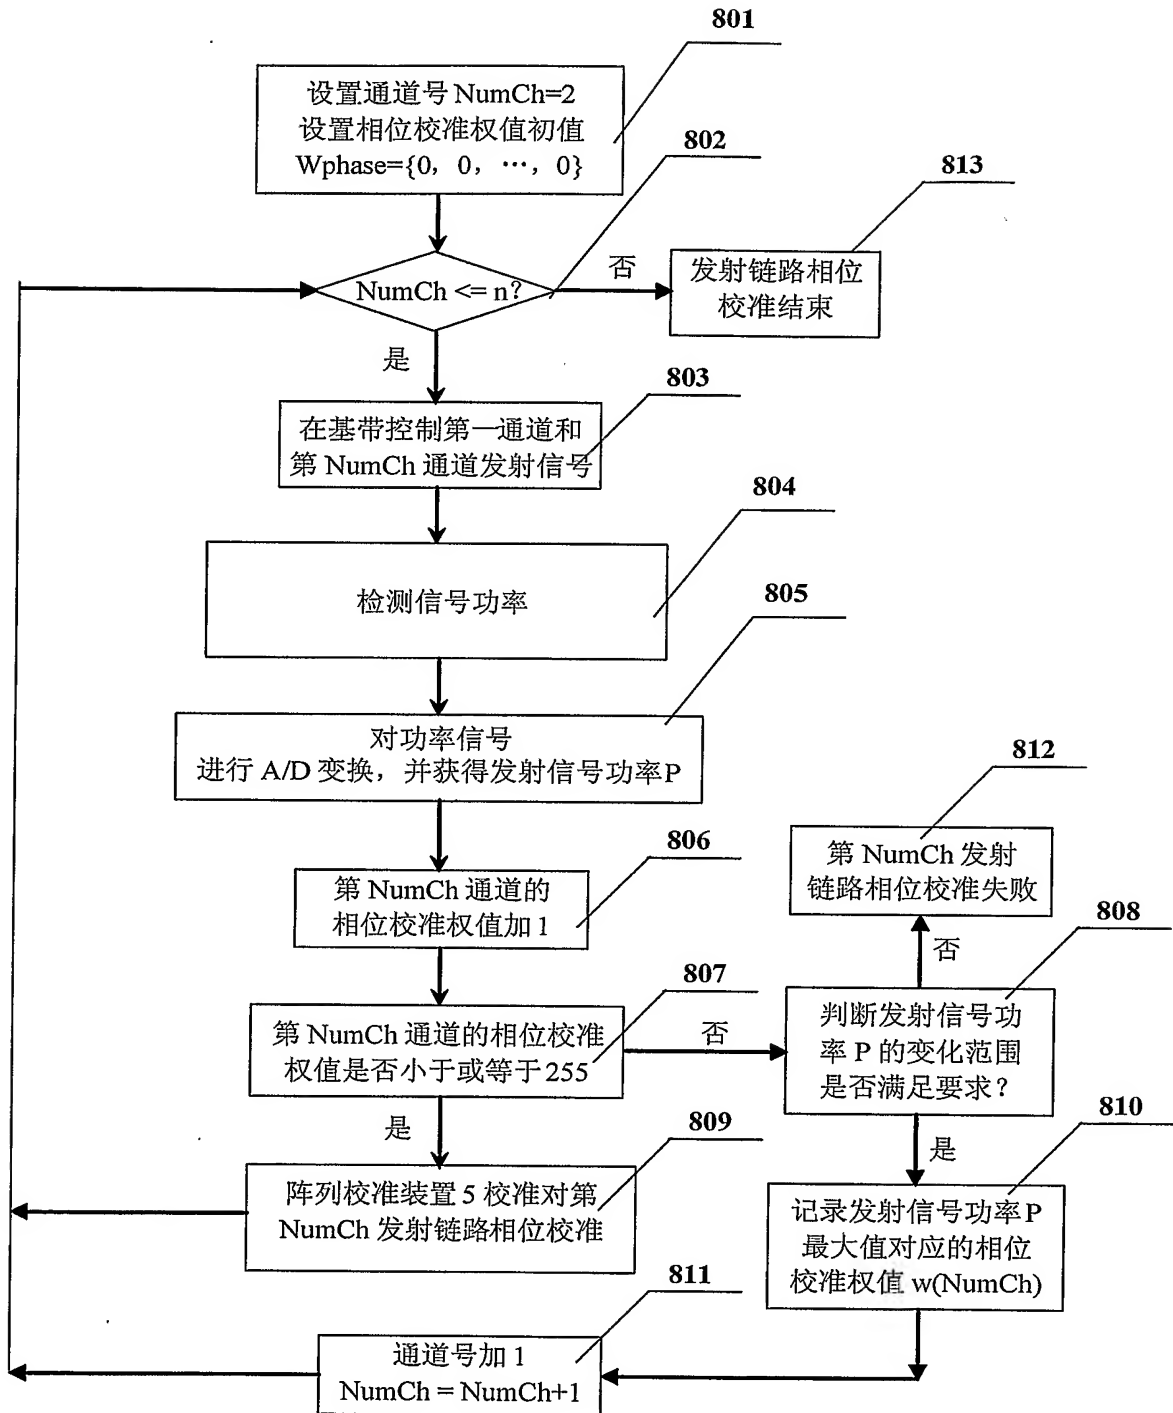 801
设置通道号 NumCh=2
设置相位校准权值初值
Wphase={0, 0, …, 0}
802
813
NumCh <= n?
否
发射链路相位
校准结束
是
803
在基带控制第一通道和
第 NumCh 通道发射信号
804
检测信号功率
805
对功率信号
进行 A/D 变换，并获得发射信号功率P
812
806
第 NumCh 发射
链路相位校准失败
第 NumCh 通道的
相位校准权值加 1
808
否
807
第 NumCh 通道的相位校准
权值是否小于或等于 255
否
判断发射信号功
率 P 的变化范围
是否满足要求？
810
是
809
是
阵列校准装置 5 校准对第
NumCh 发射链路相位校准
记录发射信号功率P
最大值对应的相位
校准权值 w(NumCh)
811
通道号加 1
NumCh = NumCh+1